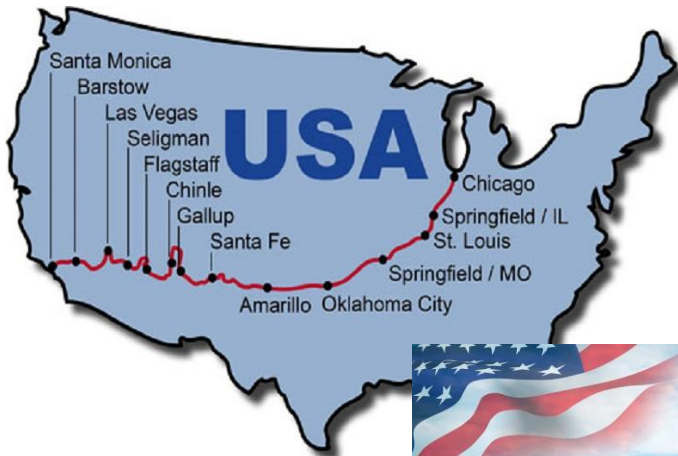 Santa Monica
Barstow
Las Vegas
Seligman
Flagstaff
Chinle
Gallup
Santa Fe
USA
Chicago
Springfield / IL
St. Louis
Springfield / MO
Amarillo
Oklahoma City